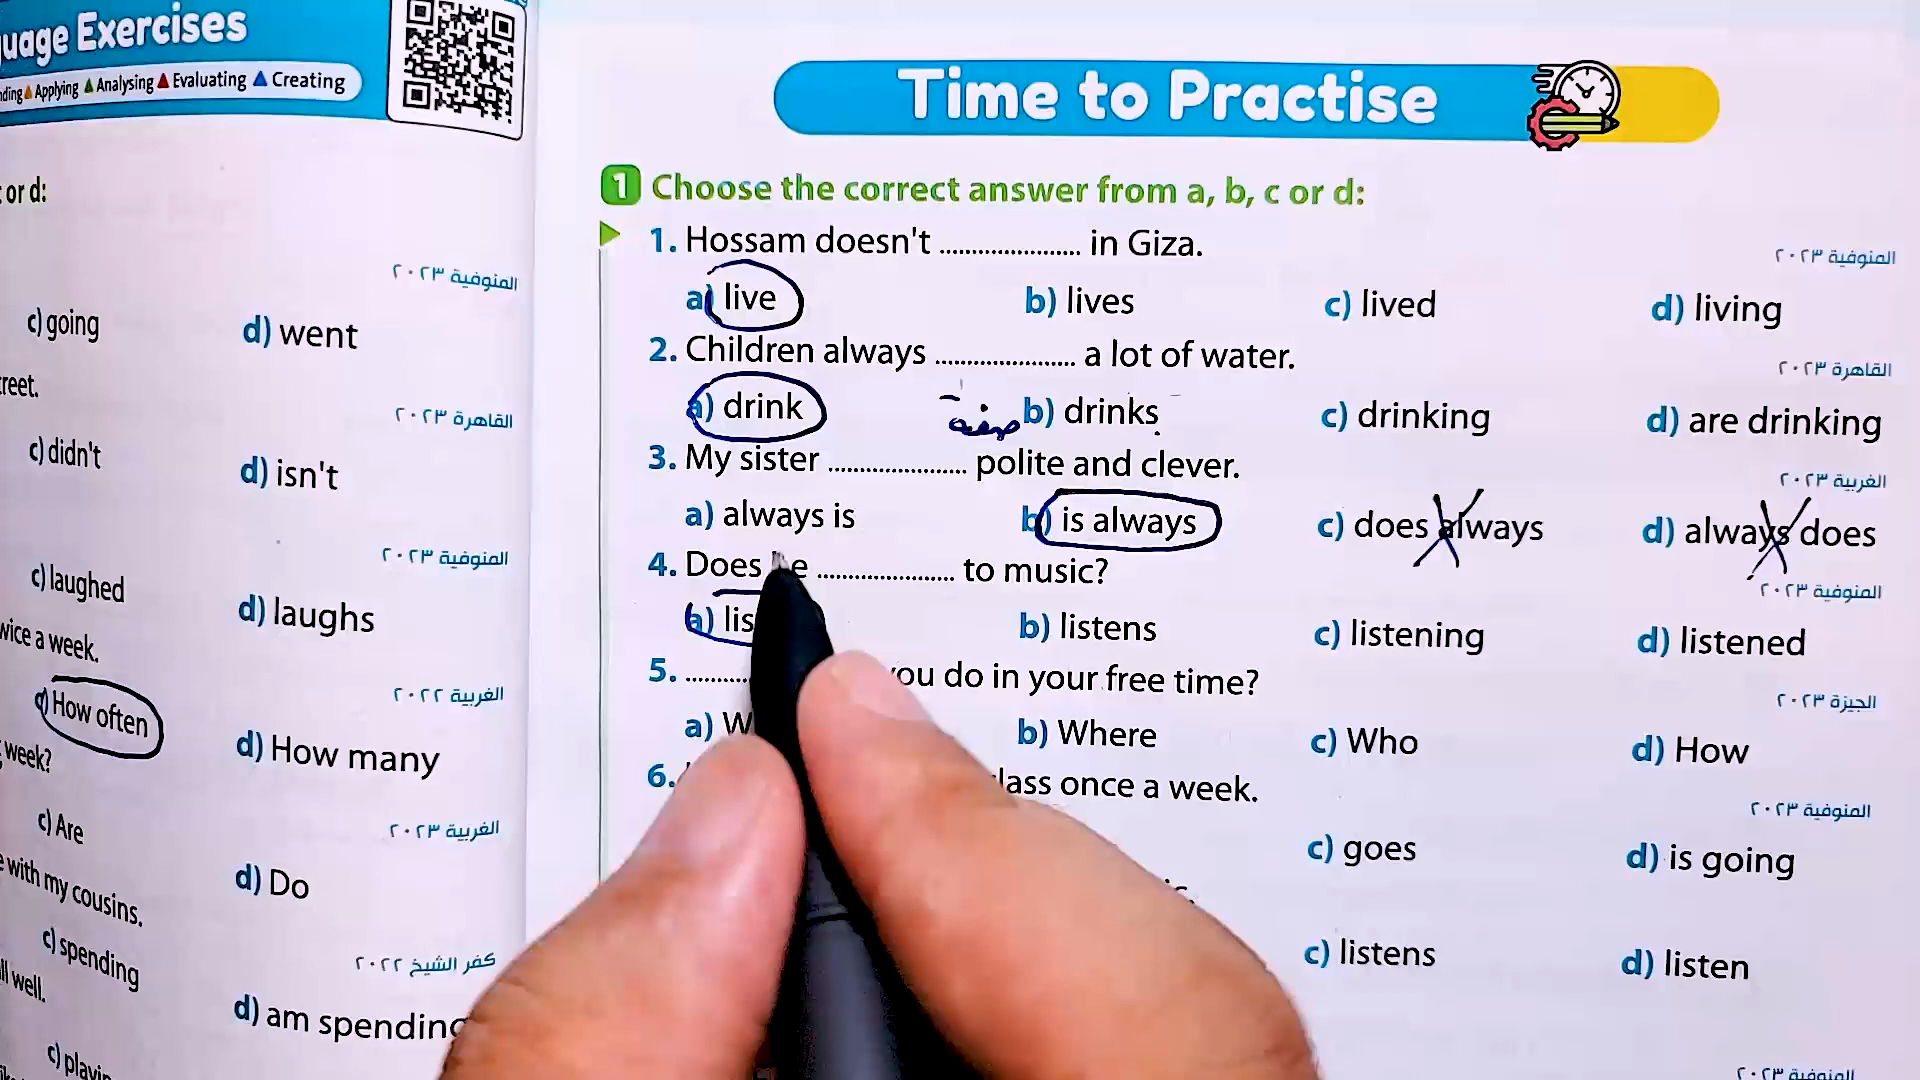 uage Exercises
Applying Analysing Evaluating Creating
or d:
المنوفية ٢٠٢٣
c) going d) went
القاهرة ٢٠٢٣
c) didn't d) isn't
المنوفية ٢٠٢٣
c) laughed d) laughs
a week.
الغربية ٢٠٢٢
How often d) How many
week?
الغربية ٢٠٢٣
c) Are d) Do
with my cousins.
كفر الشيخ ٢٠٢٢
c) spending d) am spending
well.
Time to Practise
1 Choose the correct answer from a, b, c or d:
1. Hossam doesn't .................... in Giza.
المنوفية ٢٠٢٣
a) live b) lives c) lived d) living
2. Children always .................... a lot of water.
القاهرة ٢٠٢٣
a) drink b) drinks c) drinking d) are drinking
3. My sister .................... polite and clever.
الغربية ٢٠٢٣
a) always is b) is always c) does always d) always does
4. Does he .................... to music?
المنوفية ٢٠٢٣
a) lis b) listens c) listening d) listened
5. .......... you do in your free time?
الجيزة ٢٠٢٣
a) W b) Where c) Who d) How
6. class once a week.
المنوفية ٢٠٢٣
c) goes d) is going
c) listens d) listen
المنوفية ٢٠٢٣